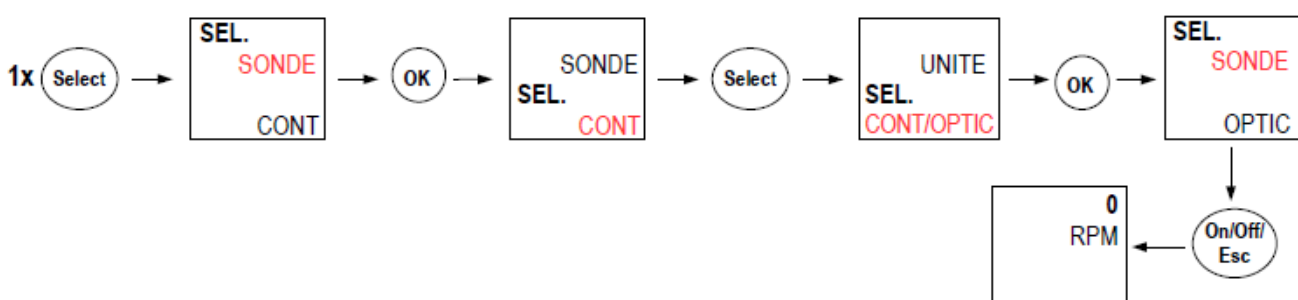 1x
Select
SEL.
SONDE
CONT
OK
SONDE
SEL.
CONT
Select
UNITE
SEL.
CONT/OPTIC
OK
SEL.
SONDE
OPTIC
On/Off/
Esc
0
RPM